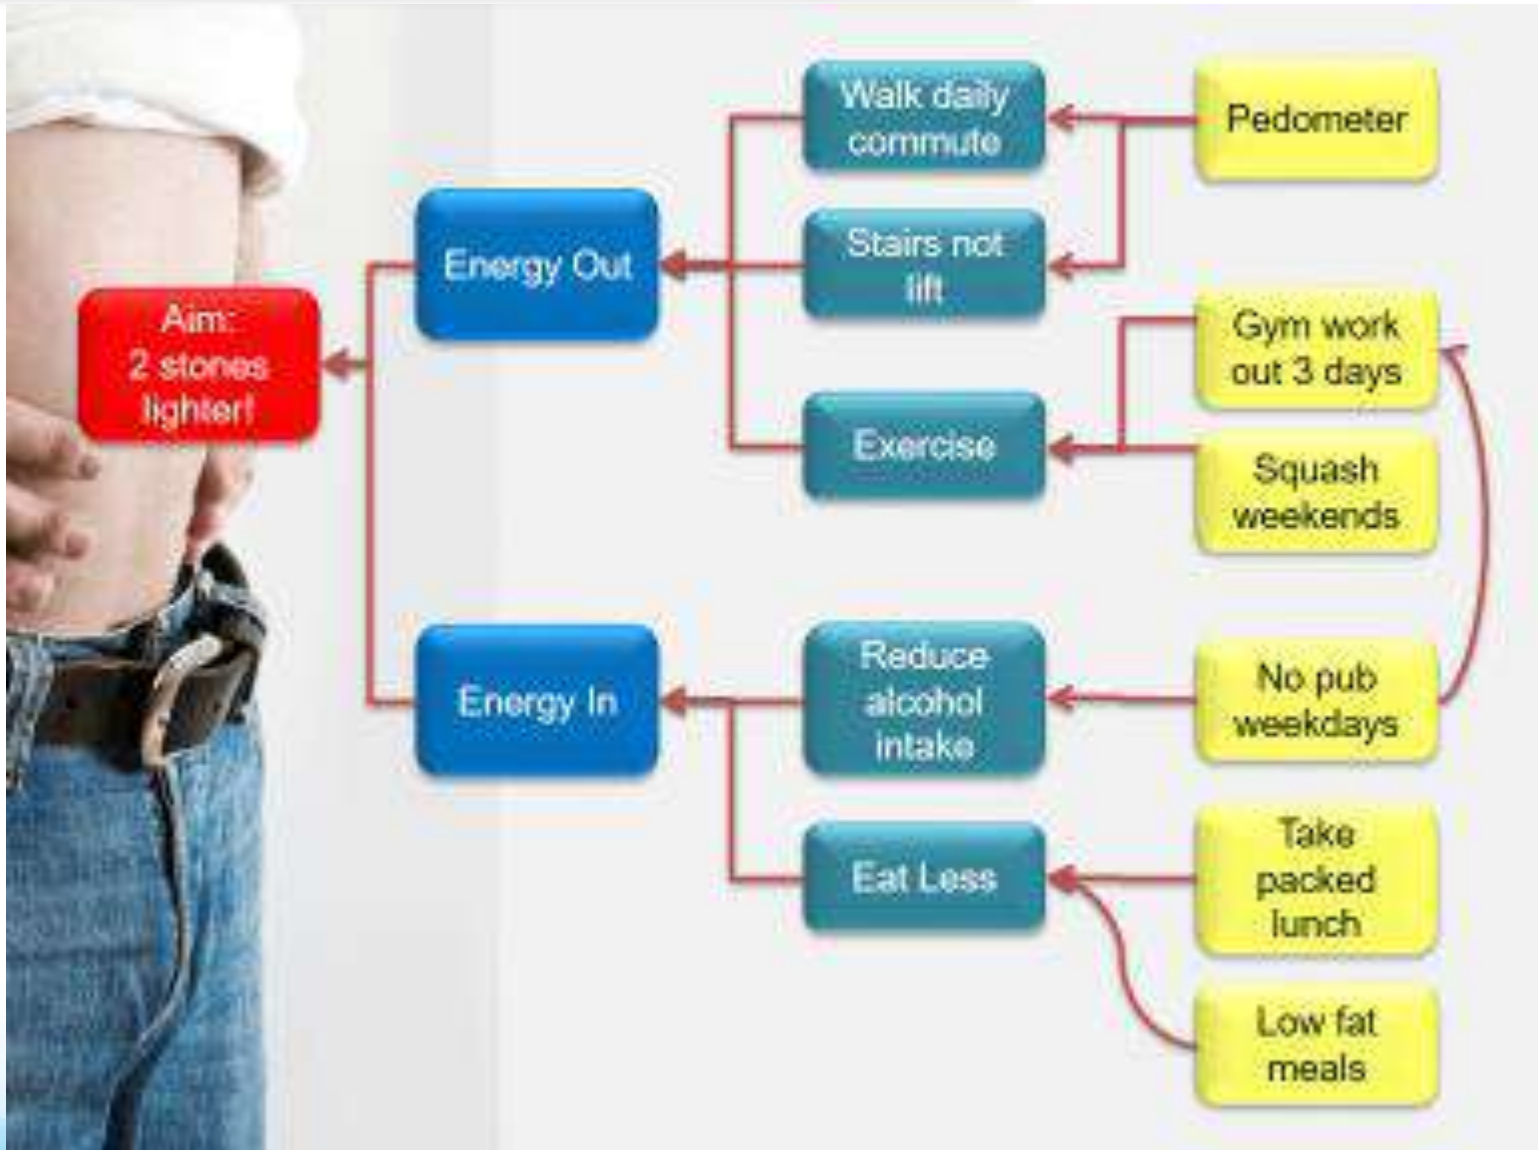 Aim:
2 stones
lighter!
Energy Out
Energy In
Walk daily
commute
Stairs not
lift
Exercise
Reduce
alcohol
intake
Eat Less
Pedometer
Gym work
out 3 days
Squash
weekends
No pub
weekdays
Take
packed
lunch
Low fat
meals